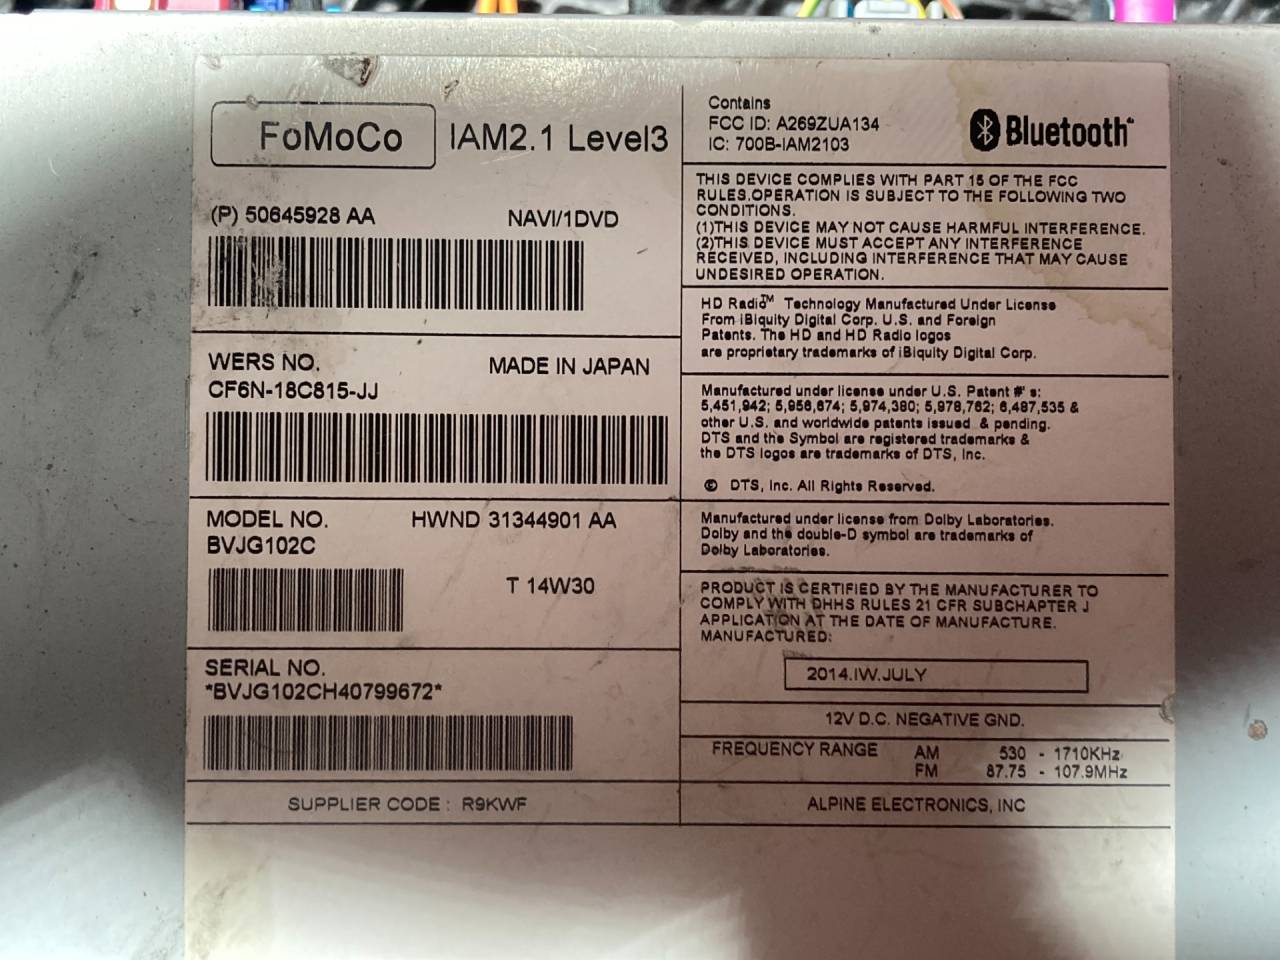 FoMoCo IAM2.1 Level3
(P) 50645928 AA NAVI/1DVD
WERS NO. MADE IN JAPAN
CF6N-18C815-JJ
MODEL NO. HWND 31344901 AA
BVJG102C
T 14W30
SERIAL NO.
*BVJG102CH40799672*
SUPPLIER CODE : R9KWF
Contains
FCC ID: A269ZUA134
IC: 700B-IAM2103
Bluetooth™
THIS DEVICE COMPLIES WITH PART 15 OF THE FCC
RULES.OPERATION IS SUBJECT TO THE FOLLOWING TWO
CONDITIONS.
(1)THIS DEVICE MAY NOT CAUSE HARMFUL INTERFERENCE.
(2)THIS DEVICE MUST ACCEPT ANY INTERFERENCE
RECEIVED, INCLUDING INTERFERENCE THAT MAY CAUSE
UNDESIRED OPERATION.
HD Radio™ Technology Manufactured Under License
From iBiquity Digital Corp. U.S. and Foreign
Patents. The HD and HD Radio logos
are proprietary trademarks of iBiquity Digital Corp.
Manufactured under license under U.S. Patent #' s:
5,451,942; 5,956,674; 5,974,380; 5,978,762; 6,487,535 &
other U.S. and worldwide patents issued & pending.
DTS and the Symbol are registered trademarks &
the DTS logos are trademarks of DTS, Inc.
© DTS, Inc. All Rights Reserved.
Manufactured under license from Dolby Laboratories.
Dolby and the double-D symbol are trademarks of
Dolby Laboratories.
PRODUCT IS CERTIFIED BY THE MANUFACTURER TO
COMPLY WITH DHHS RULES 21 CFR SUBCHAPTER J
APPLICATION AT THE DATE OF MANUFACTURE.
MANUFACTURED:
2014.IW.JULY
12V D.C. NEGATIVE GND.
FREQUENCY RANGE AM 530 - 1710KHz
FM 87.75 - 107.9MHz
ALPINE ELECTRONICS, INC